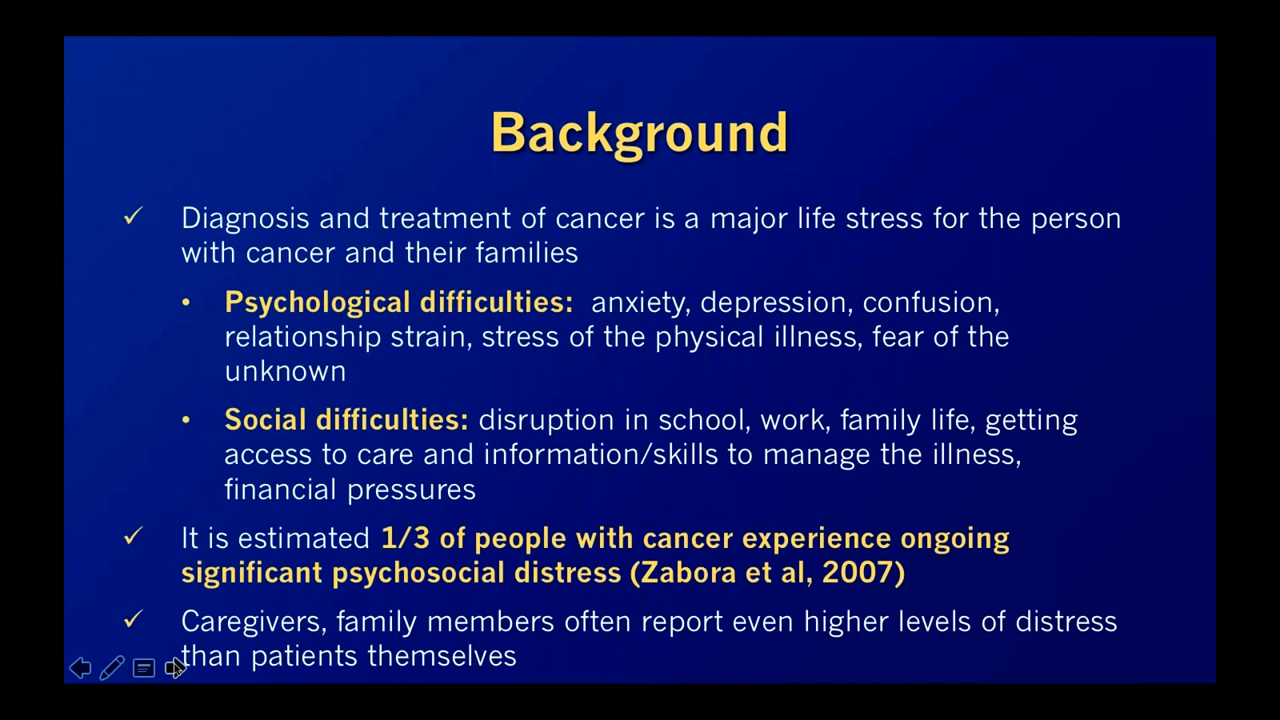 Background
✓ Diagnosis and treatment of cancer is a major life stress for the person
with cancer and their families
• Psychological difficulties: anxiety, depression, confusion,
relationship strain, stress of the physical illness, fear of the
unknown
• Social difficulties: disruption in school, work, family life, getting
access to care and information/skills to manage the illness,
financial pressures
✓ It is estimated 1/3 of people with cancer experience ongoing
significant psychosocial distress (Zabora et al, 2007)
✓ Caregivers, family members often report even higher levels of distress
than patients themselves